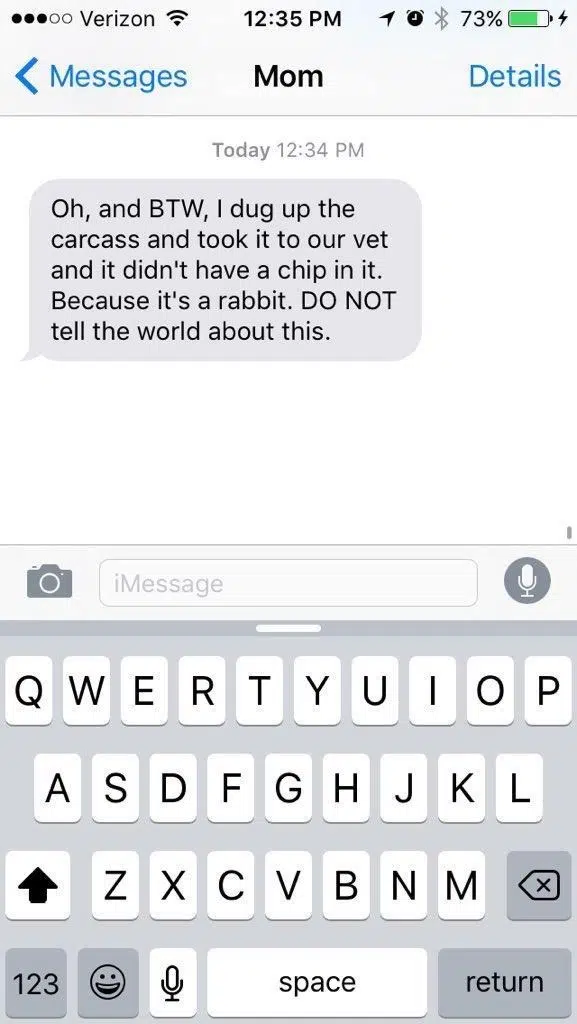 Verizon 12:35 PM 73%
Messages Mom Details
Today 12:34 PM
Oh, and BTW, I dug up the
carcass and took it to our vet
and it didn't have a chip in it.
Because it's a rabbit. DO NOT
tell the world about this.
iMessage
Q W E R T Y U I O P
A S D F G H J K L
Z X C V B N M
123 space return